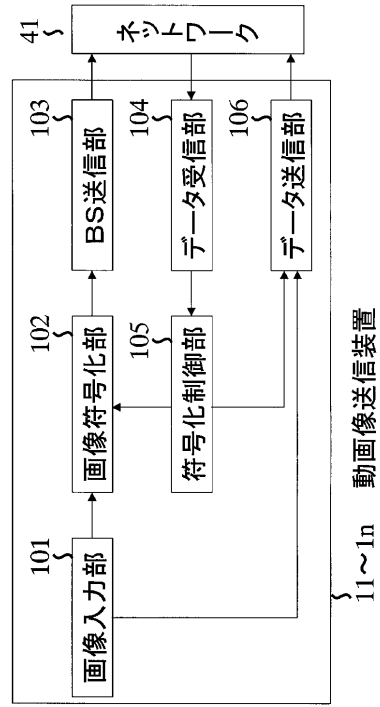 101
画像入力部
102
画像符号化部
103
BS送信部
41
ネットワーク
105
符号化制御部
104
データ受信部
106
データ送信部
11～1n 動画像送信装置